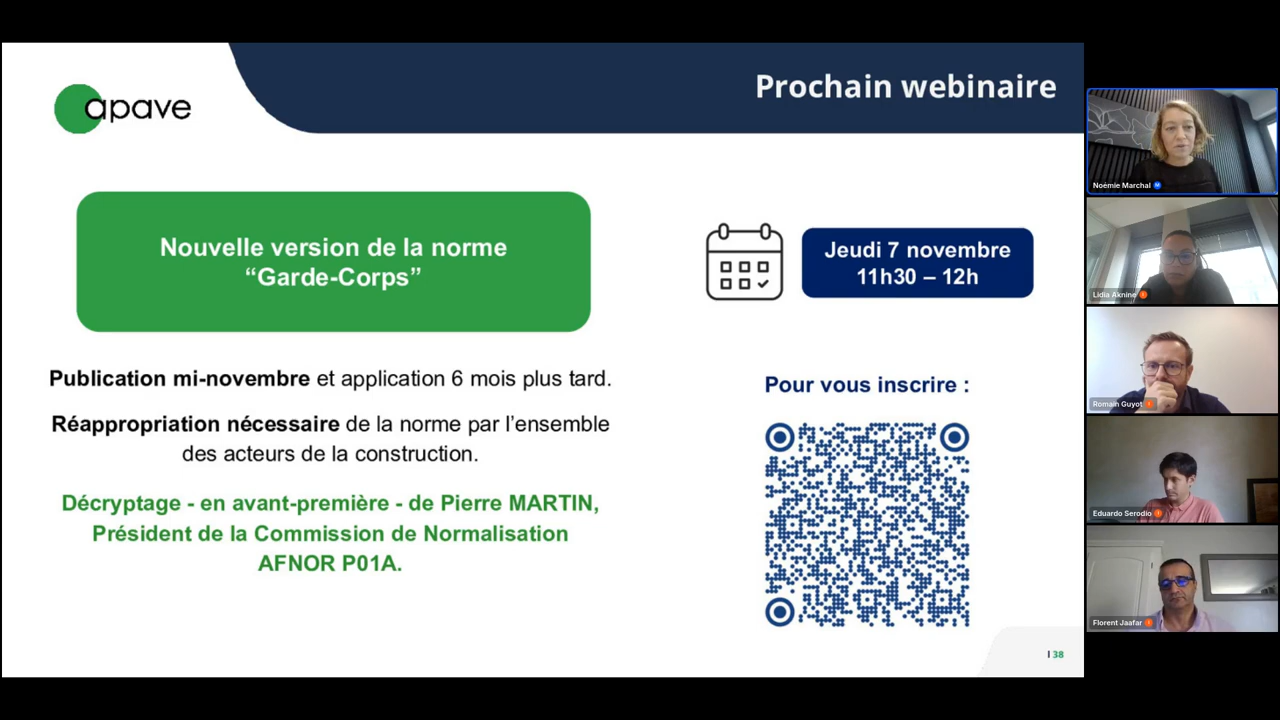 apave
Prochain webinaire
Nouvelle version de la norme
“Garde-Corps”
Jeudi 7 novembre
11h30 – 12h
Publication mi-novembre et application 6 mois plus tard.
Réappropriation nécessaire de la norme par l’ensemble
des acteurs de la construction.
Décryptage - en avant-première - de Pierre MARTIN,
Président de la Commission de Normalisation
AFNOR P01A.
Pour vous inscrire :
I 38
Noémie Marchal
Lidia Aknine
Romain Guyot
Eduardo Serodio
Florent Jaafar